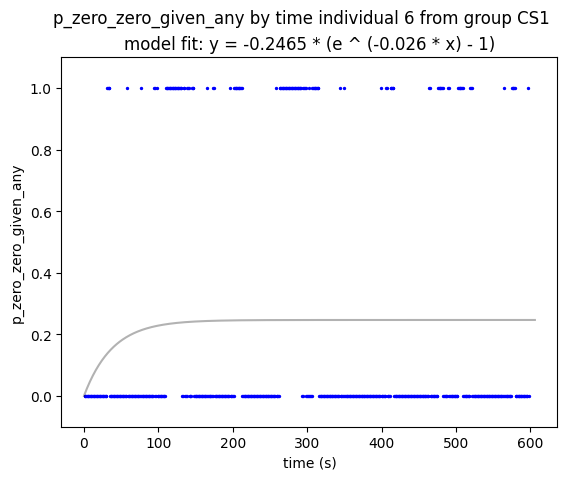 p_zero_zero_given_any by time individual 6 from group CS1
model fit: y = -0.2465 * (e ^ (-0.026 * x) - 1)
1.0
0.8
0.6
0.4
0.2
0.0
p_zero_zero_given_any
0 100 200 300 400 500 600
time (s)